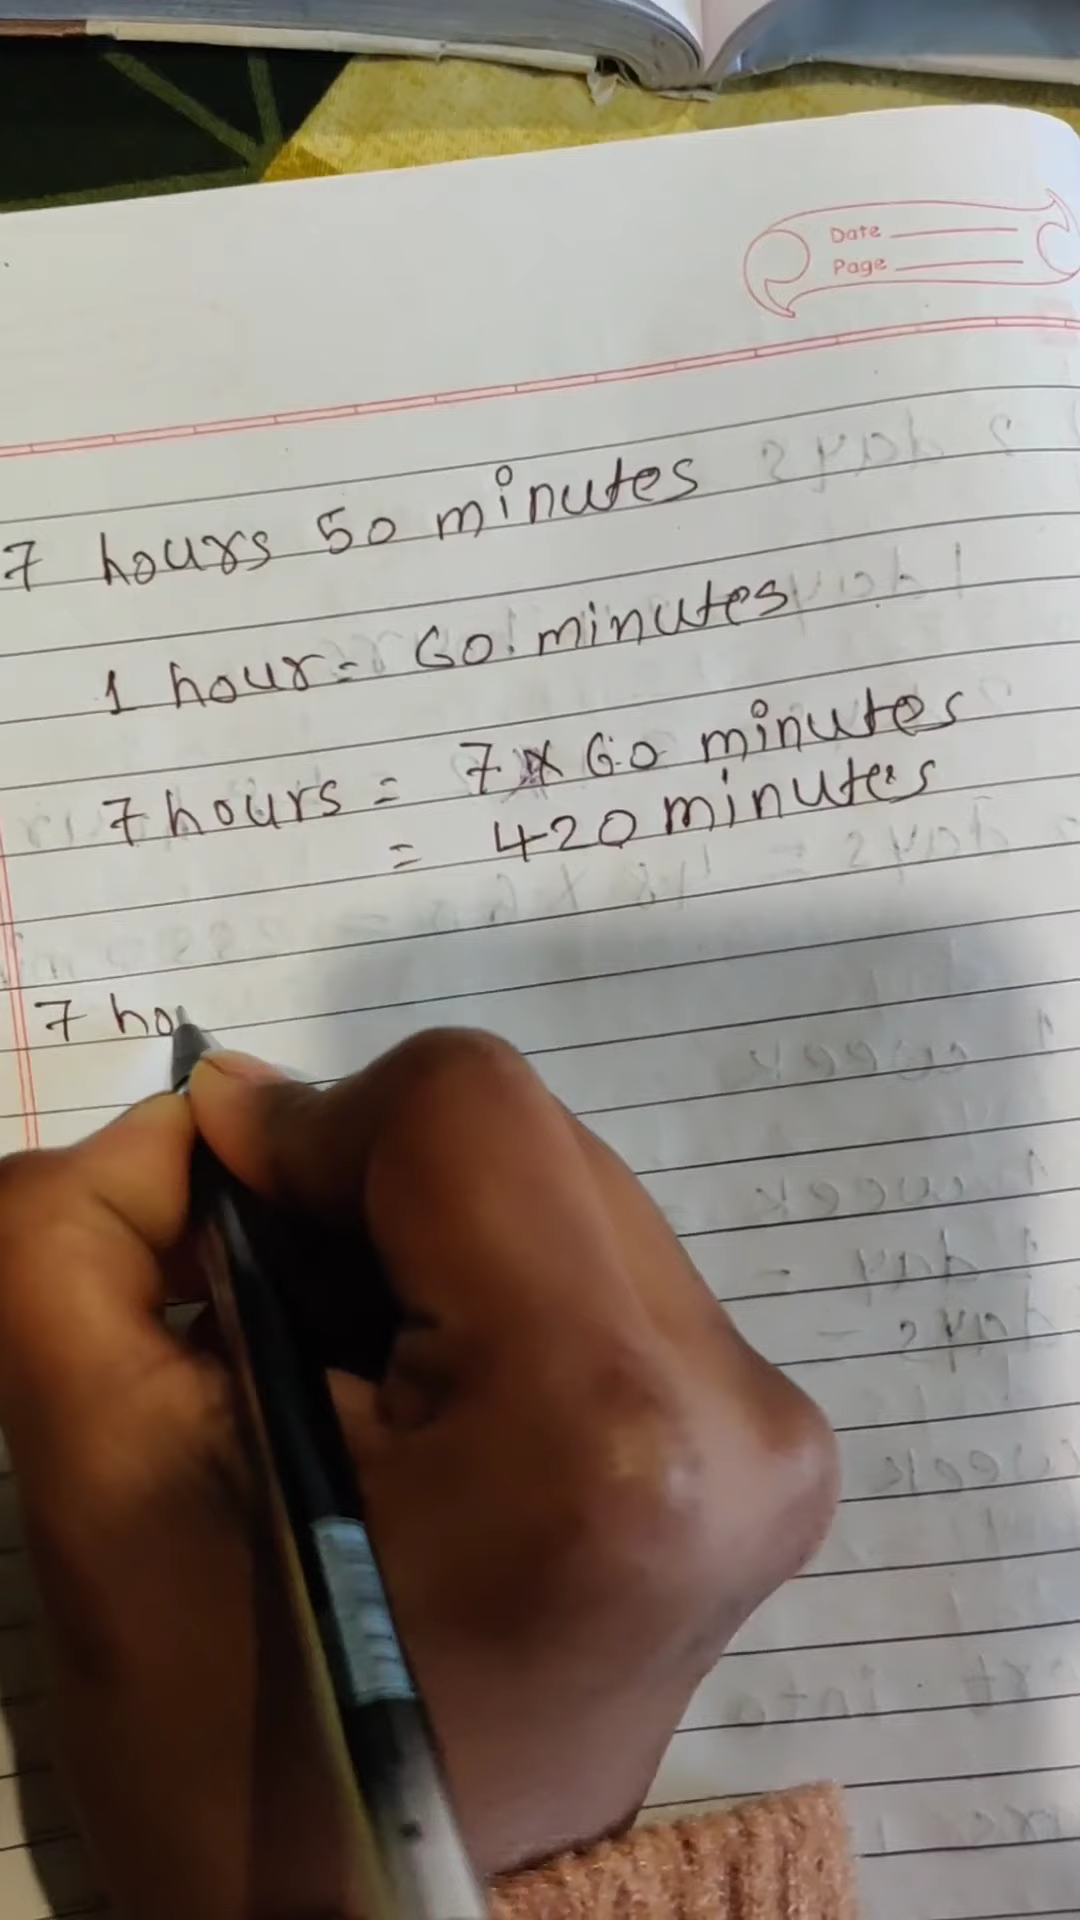 Date
Page
7 hours 50 minutes
1 hour = 60 minutes
7 hours = 7 x 60 minutes
= 420 minutes
7 ho